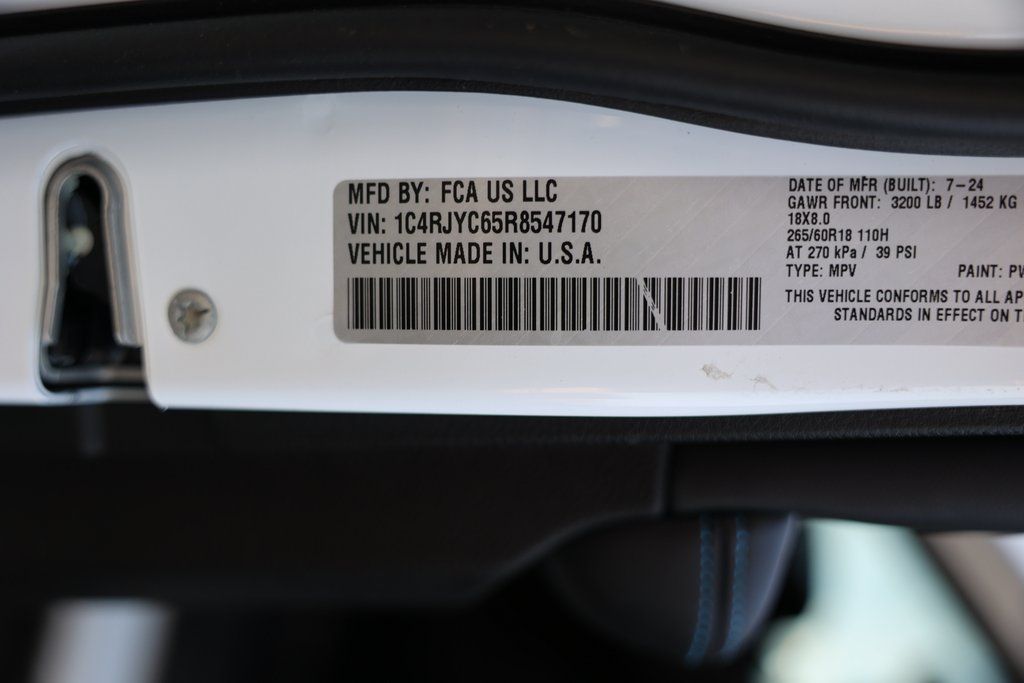 MFD BY: FCA US LLC
VIN: 1C4RJYC65R8547170
VEHICLE MADE IN: U.S.A.
DATE OF MFR (BUILT): 7-24
GAWR FRONT: 3200 LB / 1452 KG
18X8.0
265/60R18 110H
AT 270 kPa / 39 PSI
TYPE: MPV PAINT: PW
THIS VEHICLE CONFORMS TO ALL AP
STANDARDS IN EFFECT ON T